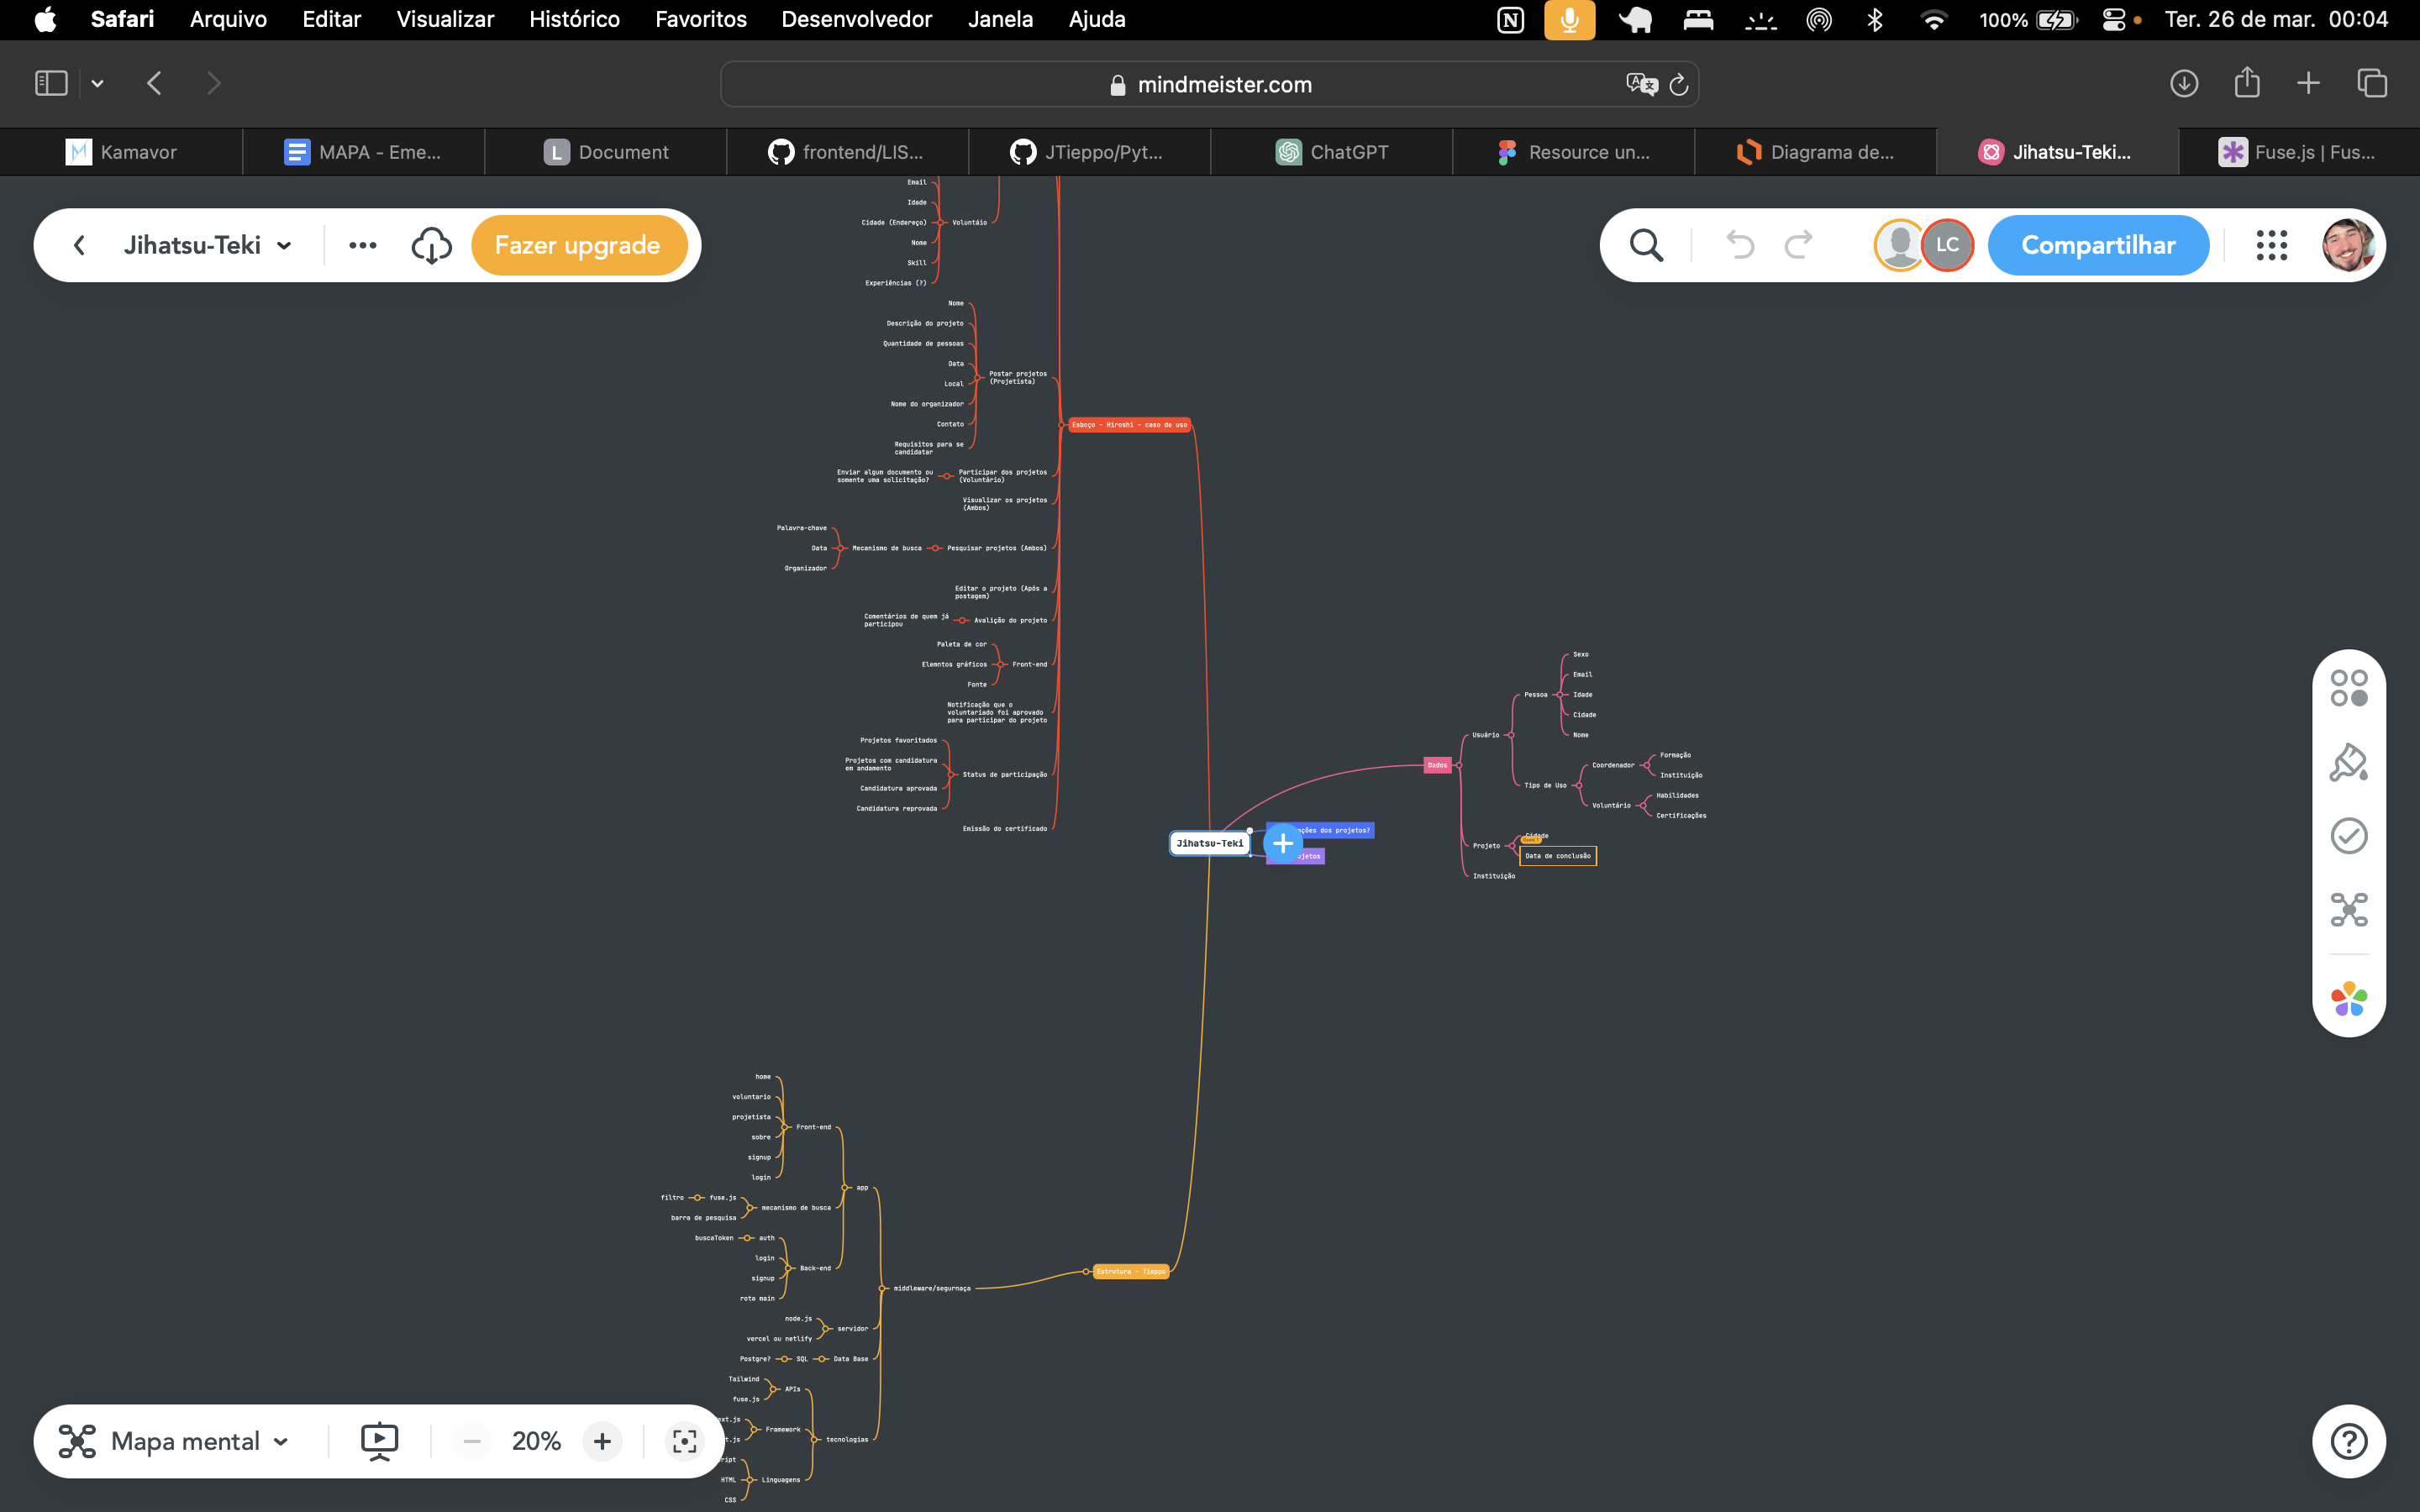 Safari Arquivo Editar Visualizar Histórico Favoritos Desenvolvedor Janela Ajuda 100% Ter. 26 de mar. 00:04
mindmeister.com
Kamavor
MAPA - Eme...
L Document
frontend/LIS...
JTieppo/Pyt...
ChatGPT
Resource un...
Diagrama de...
Jihatsu-Teki...
Fuse.js | Fus...
Jihatsu-Teki
Fazer upgrade
LC
Compartilhar
Email
Idade
Cidade (Endereço)
Voluntáio
Nome
Skill
Experiências (?)
Nome
Descrição do projeto
Quantidade de pessoas
Data
Postar projetos
(Projetista)
Local
Nome do organizador
Contato
Requisitos para se
candidatar
Esboço - Hiroshi - caso de uso
Enviar algum documento ou
somente uma solicitação?
Participar dos projetos
(Voluntário)
Visualizar os projetos
(Ambos)
Palavra-chave
Data
Mecanismo de busca
Pesquisar projetos (Ambos)
Organizador
Editar o projeto (Após a
postagem)
Comentários de quem já
participou
Avalição do projeto
Paleta de cor
Elemntos gráficos
Front-end
Fonte
Notificação que o
voluntariado foi aprovado
para participar do projeto
Projetos favoritados
Projetos com candidatura
em andamento
Status de participação
Candidatura aprovada
Candidatura reprovada
Emissão do certificado
Jihatsu-Teki
ções dos projetos?
jetos
Dados
Usuário
Pessoa
Sexo
Email
Idade
Cidade
Nome
Tipo de Uso
Coordenador
Formação
Instituição
Voluntário
Habilidades
Certificações
Projeto
Cidade
Data de conclusão
Instituição
home
voluntario
projetista
Front-end
sobre
signup
login
app
filtro
fuse.js
mecanismo de busca
barra de pesquisa
buscaToken
auth
login
Back-end
signup
rota main
Estrutura - Tieppo
middleware/segurnaça
node.js
servidor
vercel ou netlify
Postgre?
SQL
Data Base
Tailwind
APIs
fuse.js
ext.js
Framework
t.js
tecnologias
ript
HTML
Linguagens
CSS
Mapa mental
20%